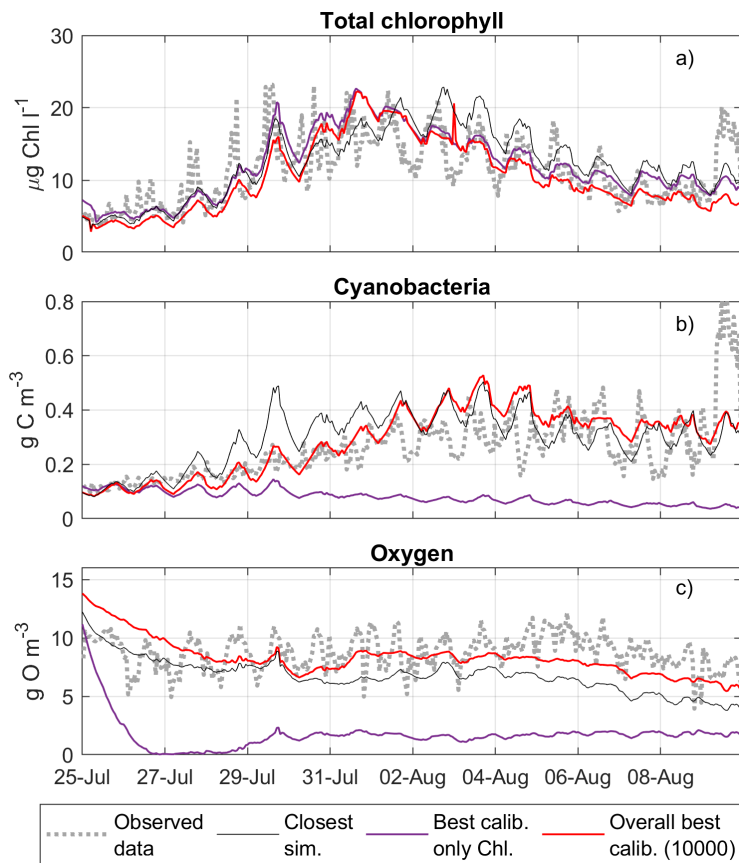 Total chlorophyll
a)
30
20
10
0
µg Chl l⁻¹
Cyanobacteria
b)
0.8
0.6
0.4
0.2
0
g C m⁻³
Oxygen
c)
15
10
5
0
g O m⁻³
25-Jul 27-Jul 29-Jul 31-Jul 02-Aug 04-Aug 06-Aug 08-Aug
Observed data
Closest sim.
Best calib. only Chl.
Overall best calib. (10000)